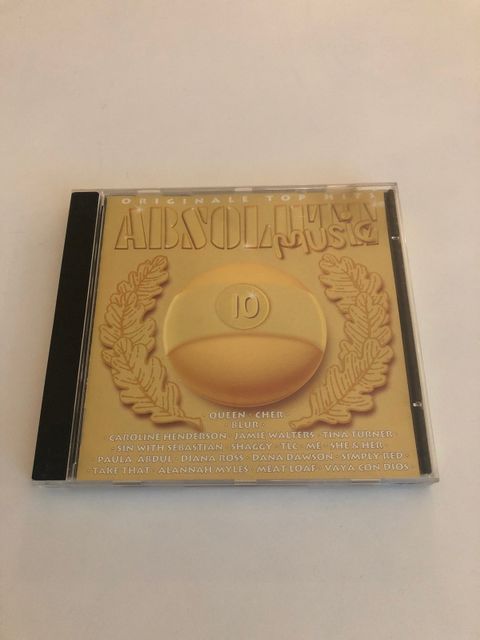 ORIGINALE TOP HITS
ABSOLUTE
MUSIC
10
QUEEN · CHER
BLUR
CAROLINE HENDERSON · JAMIE WALTERS · TINA TURNER
· SIN WITH SEBASTIAN · SHAGGY · TLC · ME · SHE & HER ·
PAULA ABDUL · DIANA ROSS · DANA DAWSON · SIMPLY RED ·
· TAKE THAT · ALANNAH MYLES · MEAT LOAF · VAYA CON DIOS ·